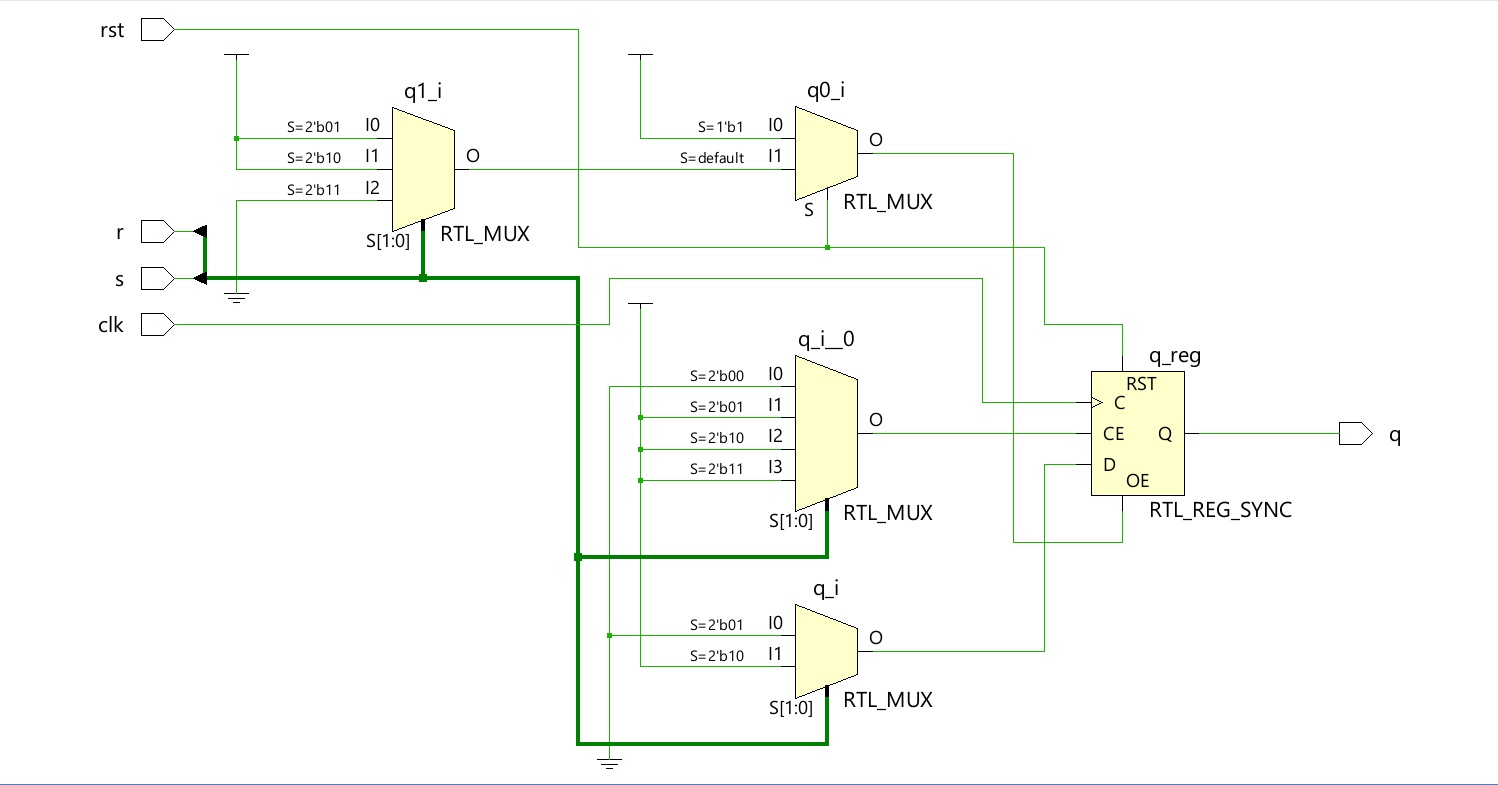 rst
q1_i
q0_i
S=2'b01 I0
S=1'b1 I0
O
S=2'b10 I1
O
S=default I1
S=2'b11 I2
RTL_MUX
S
r
S[1:0]
RTL_MUX
s
clk
q_i__0
q_reg
S=2'b00 I0
RST
C
S=2'b01 I1
O
CE
Q
q
S=2'b10 I2
D
S=2'b11 I3
OE
RTL_MUX
RTL_REG_SYNC
S[1:0]
q_i
S=2'b01 I0
O
S=2'b10 I1
RTL_MUX
S[1:0]